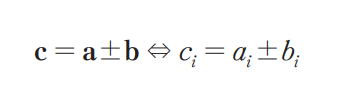 c = a ± b ⇔ cᵢ = aᵢ ± bᵢ